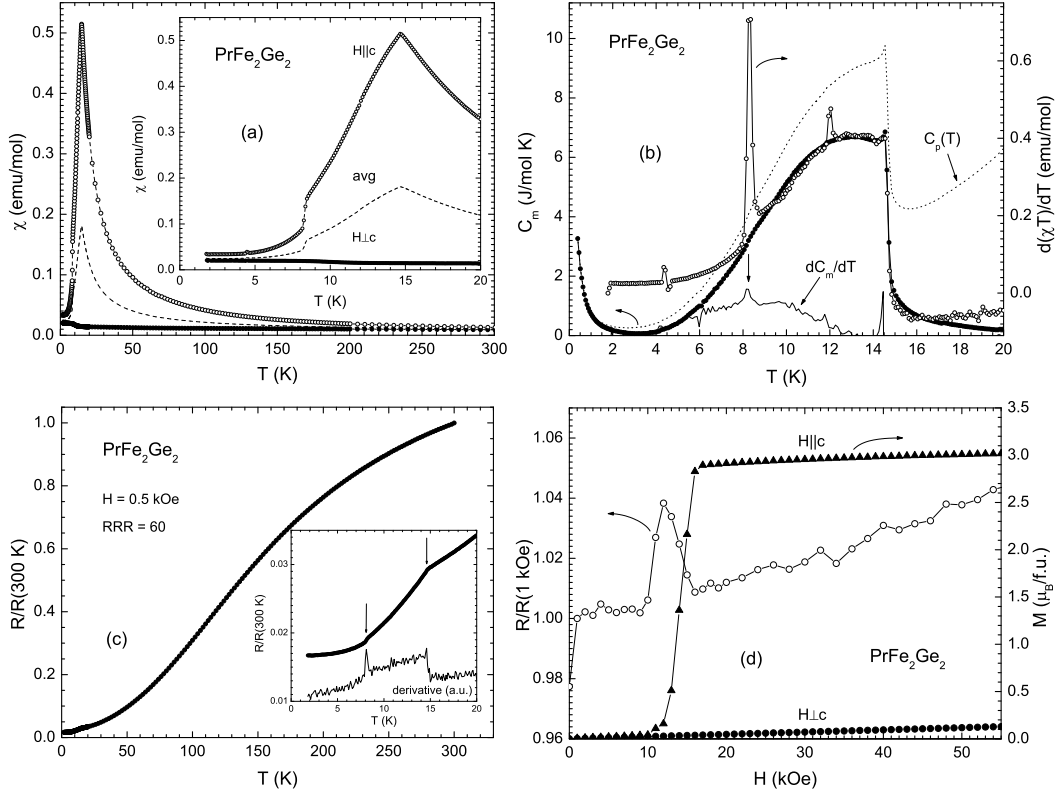 PrFe2Ge2
H||c
(a)
avg
H⊥c
χ (emu/mol)
0.5
0.4
0.3
0.2
0.1
0.0
T (K)
0 5 10 15 20
χ (emu/mol)
0.5
0.4
0.3
0.2
0.1
0.0
0 50 100 150 200 250 300
T (K)
PrFe2Ge2
(b)
Cp(T)
dCm/dT
Cm (J/mol K)
10
8
6
4
2
0
d(χT)/dT (emu/mol)
0.6
0.4
0.2
0.0
0 2 4 6 8 10 12 14 16 18 20
T (K)
PrFe2Ge2
H = 0.5 kOe
RRR = 60
(c)
R/R(300 K)
1.0
0.8
0.6
0.4
0.2
0.0
0 50 100 150 200 250 300
T (K)
R/R(300 K)
0.03
0.02
0.01
derivative (a.u.)
0 5 10 15 20
T (K)
H||c
(d)
PrFe2Ge2
H⊥c
R/R(1 kOe)
1.06
1.04
1.02
1.00
0.98
0.96
M (μB/f.u.)
3.5
3.0
2.5
2.0
1.5
1.0
0.5
0.0
0 10 20 30 40 50
H (kOe)